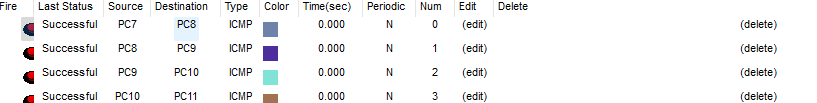 Fire Last Status Source Destination Type Color Time(sec) Periodic Num Edit Delete
Successful PC7 PC8 ICMP 0.000 N 0 (edit) (delete)
Successful PC8 PC9 ICMP 0.000 N 1 (edit) (delete)
Successful PC9 PC10 ICMP 0.000 N 2 (edit) (delete)
Successful PC10 PC11 ICMP 0.000 N 3 (edit) (delete)